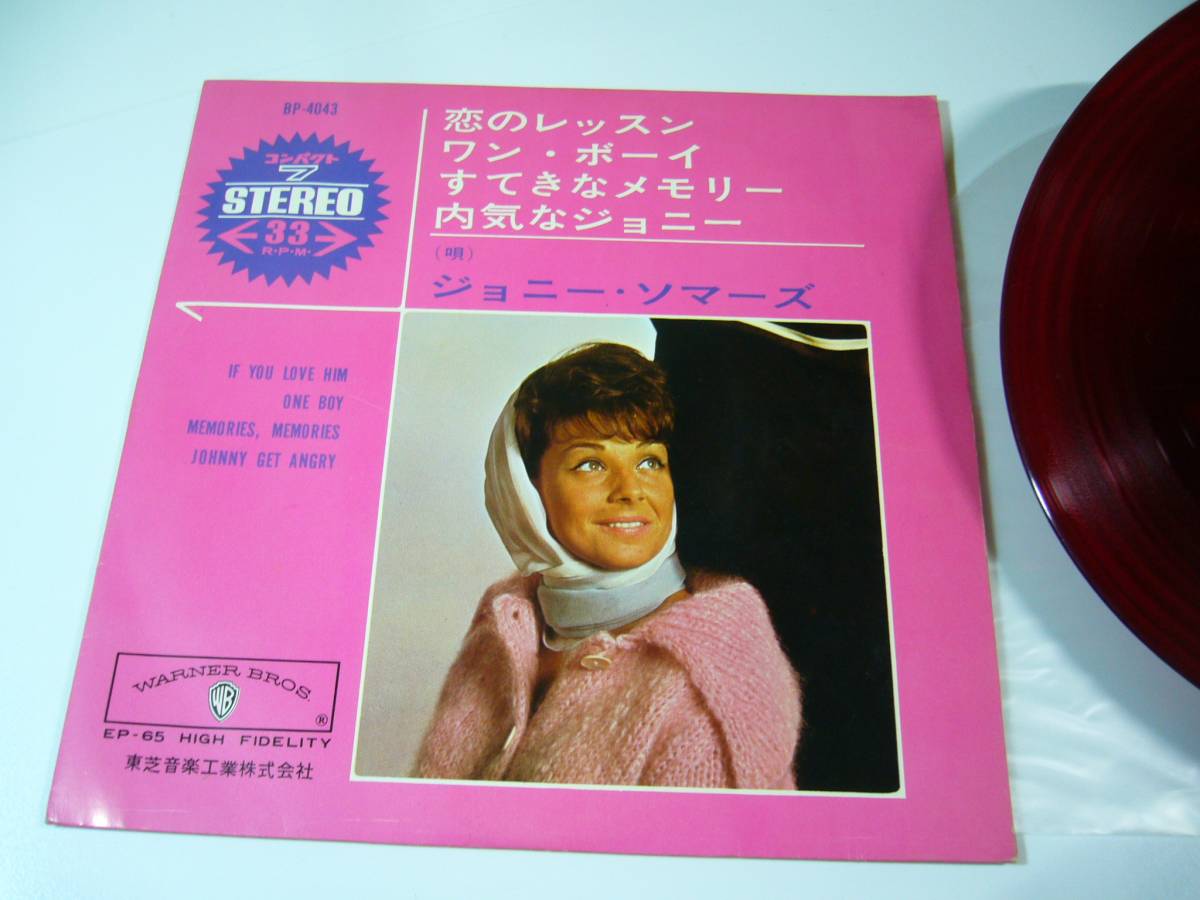 BP-4043
コンパクト
7
STEREO
33
R・P・M・
恋のレッスン
ワン・ボーイ
すてきなメモリー
内気なジョニー
(唄)
ジョニー・ソマーズ
IF YOU LOVE HIM
ONE BOY
MEMORIES, MEMORIES
JOHNNY GET ANGRY
WARNER BROS.
WB
®
EP-65 HIGH FIDELITY
東芝音楽工業株式会社